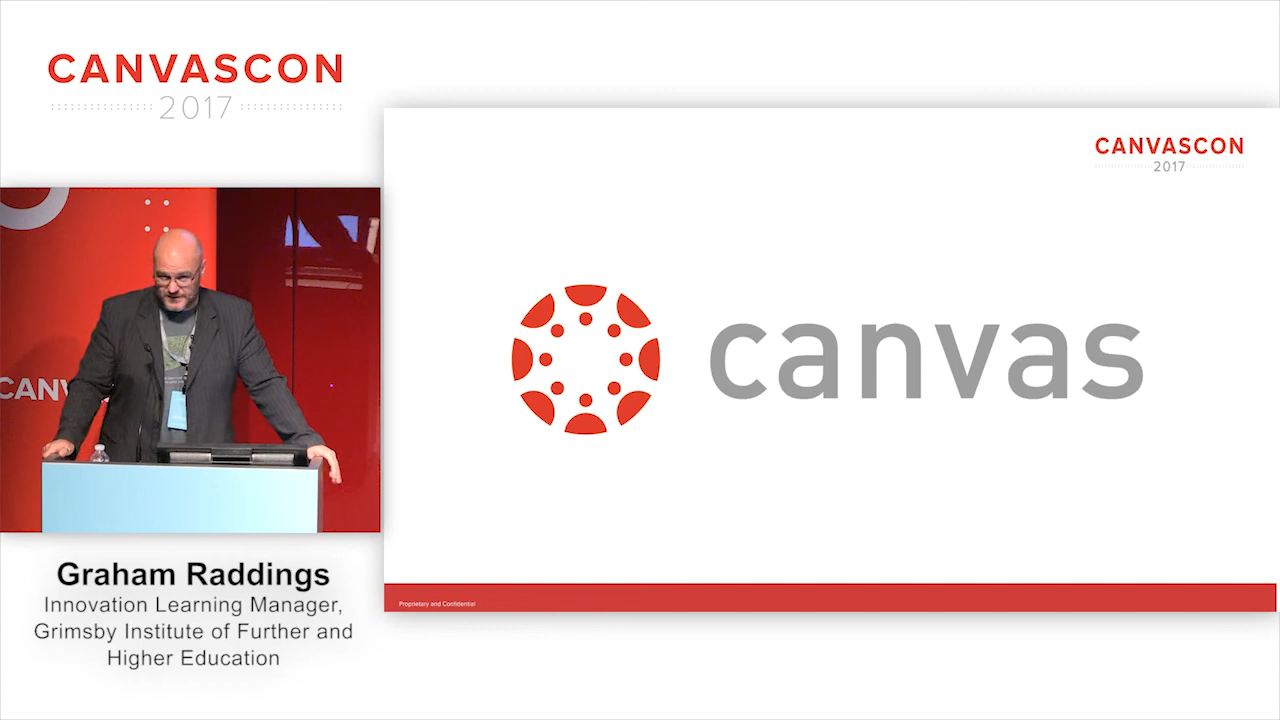 CANVASCON
2017
CANVASCON
2017
canvas
CANV
Graham Raddings
Innovation Learning Manager,
Grimsby Institute of Further and
Higher Education
Proprietary and Confidential